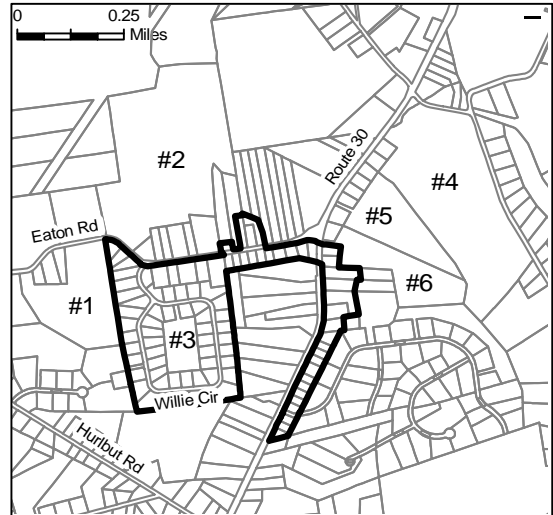 0 0.25
Miles
Route 30
#2
#4
#5
Eaton Rd
#6
#1
#3
Willie Cir
Hurlbut Rd